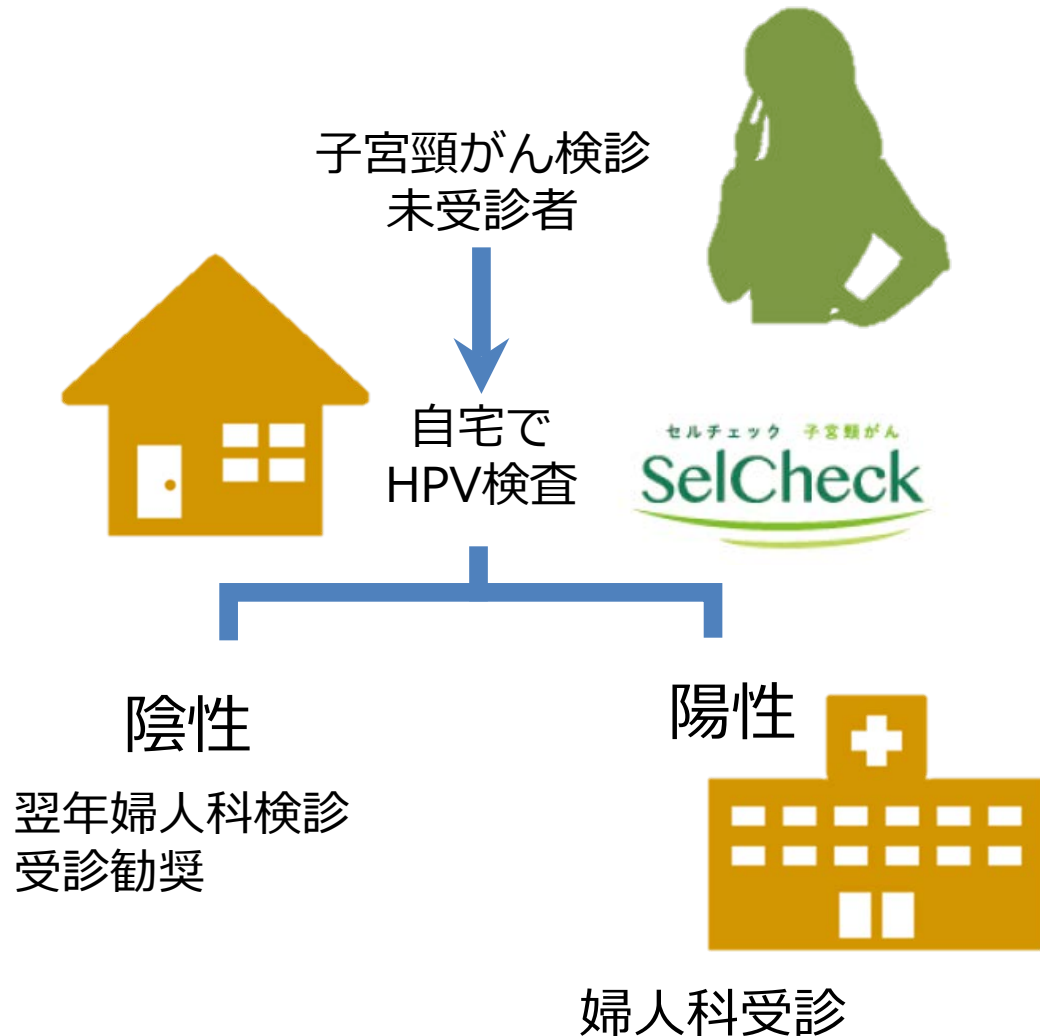 子宮頸がん検診
未受診者
自宅で
HPV検査
セルチェック 子宮頸がん
SelCheck
陰性
陽性
翌年婦人科検診
受診勧奨
婦人科受診